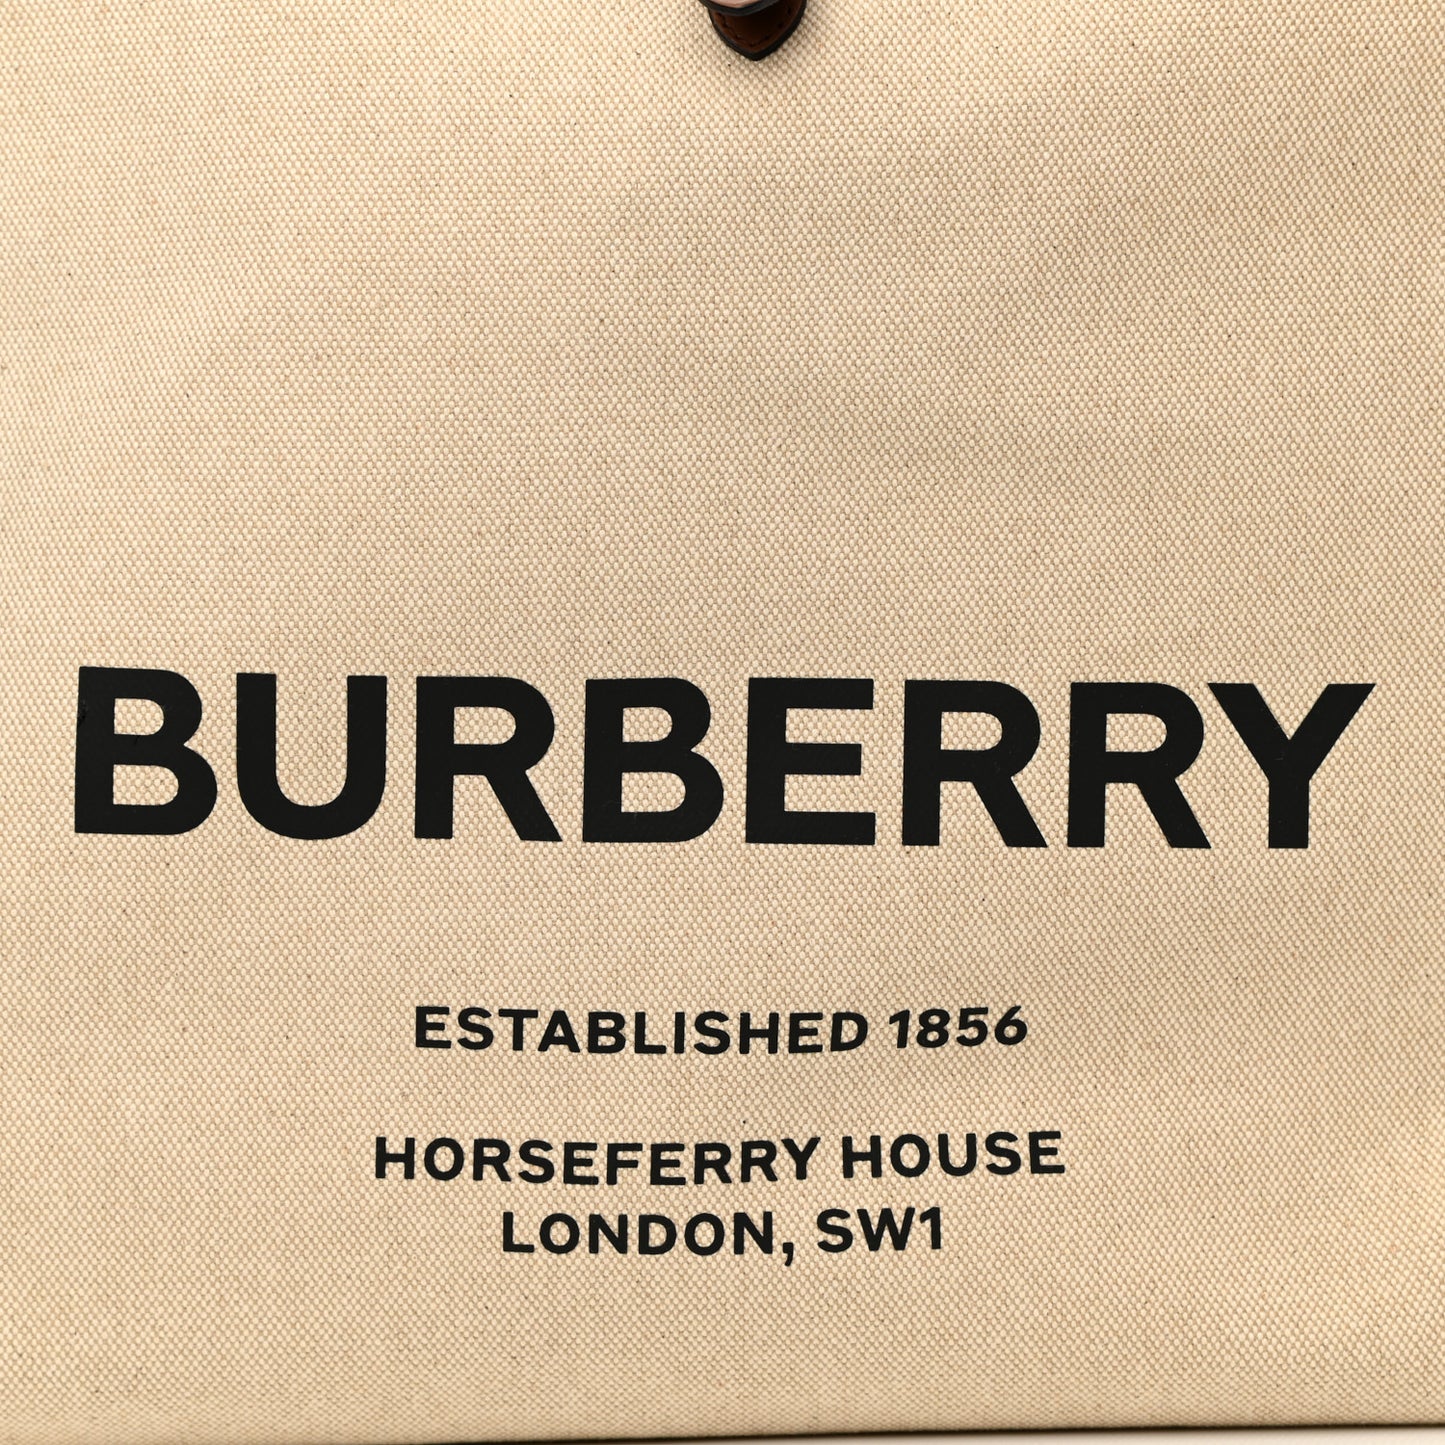 BURBERRY
ESTABLISHED 1856
HORSEFERRY HOUSE
LONDON, SW1